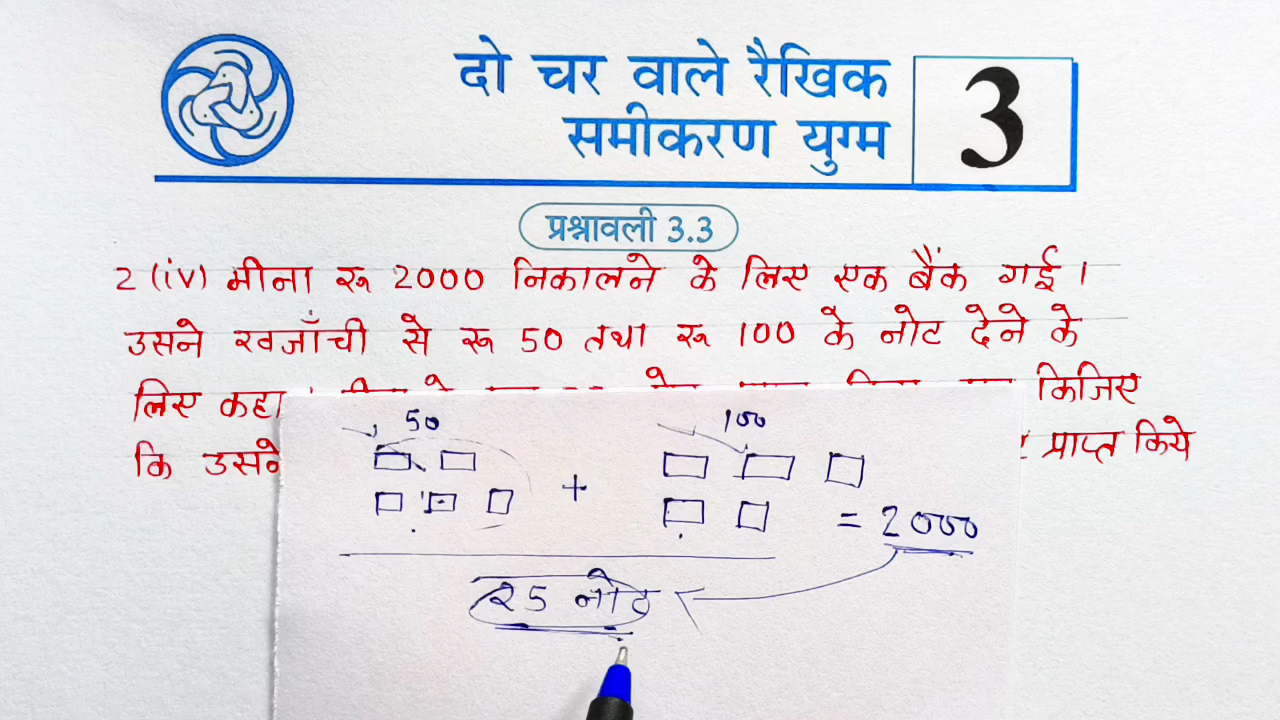 दो चर वाले रैखिक
समीकरण युग्म
3
प्रश्नावली 3.3
2 (iv) मीना रू 2000 निकालने के लिए एक बैंक गई।
उसने खजाँची से रू 50 तथा रू 100 के नोट देने के
लिए कहा किजिए
कि उसने प्राप्त किये
50 100
+
= 2000
25 नोट